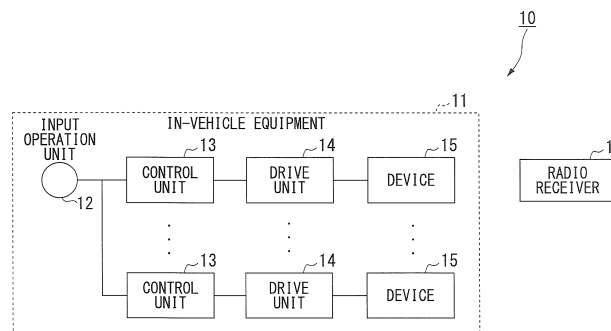 10
11
INPUT
OPERATION
UNIT
IN-VEHICLE EQUIPMENT
12
13
CONTROL
UNIT
14
DRIVE
UNIT
15
DEVICE
RADIO
RECEIVER
13
CONTROL
UNIT
14
DRIVE
UNIT
15
DEVICE